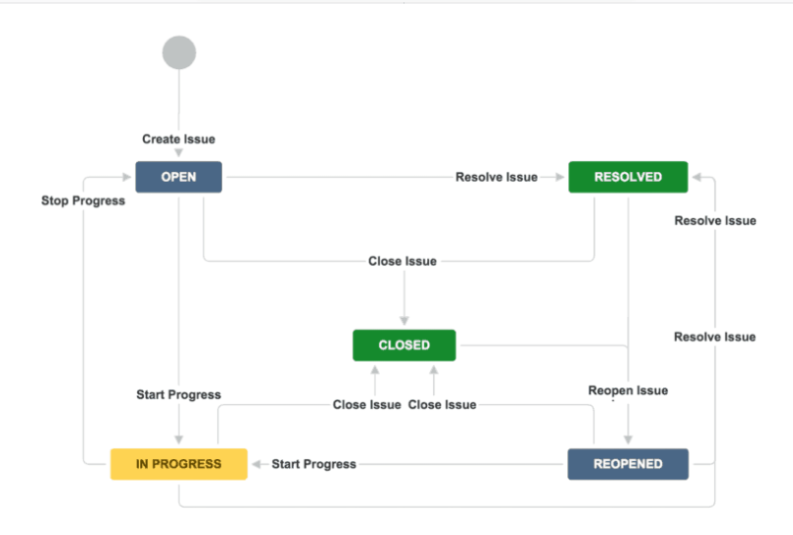 Create Issue
OPEN
Resolve Issue
RESOLVED
Stop Progress
Resolve Issue
Close Issue
Resolve Issue
CLOSED
Start Progress
Reopen Issue
Close Issue
Close Issue
IN PROGRESS
Start Progress
REOPENED